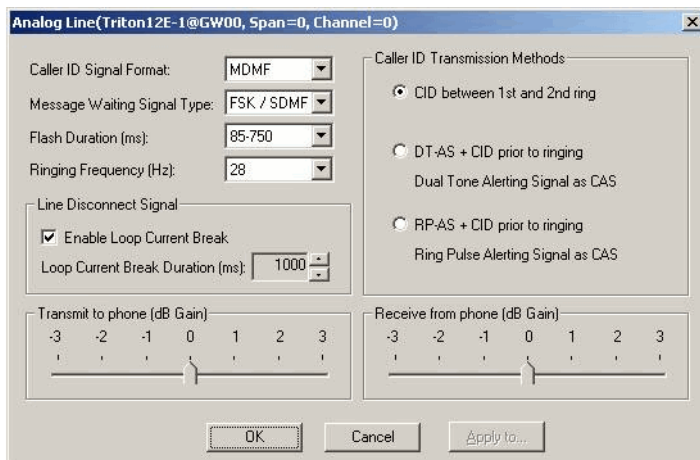 Analog Line(Triton12E-1@GW00, Span=0, Channel=0)
Caller ID Signal Format: MDMF
Message Waiting Signal Type: FSK / SDMF
Flash Duration (ms): 85-750
Ringing Frequency (Hz): 28
Line Disconnect Signal
Enable Loop Current Break
Loop Current Break Duration (ms): 1000
Caller ID Transmission Methods
CID between 1st and 2nd ring
DT-AS + CID prior to ringing
Dual Tone Alerting Signal as CAS
RP-AS + CID prior to ringing
Ring Pulse Alerting Signal as CAS
Transmit to phone (dB Gain)
-3 -2 -1 0 1 2 3
Receive from phone (dB Gain)
-3 -2 -1 0 1 2 3
OK Cancel Apply to...